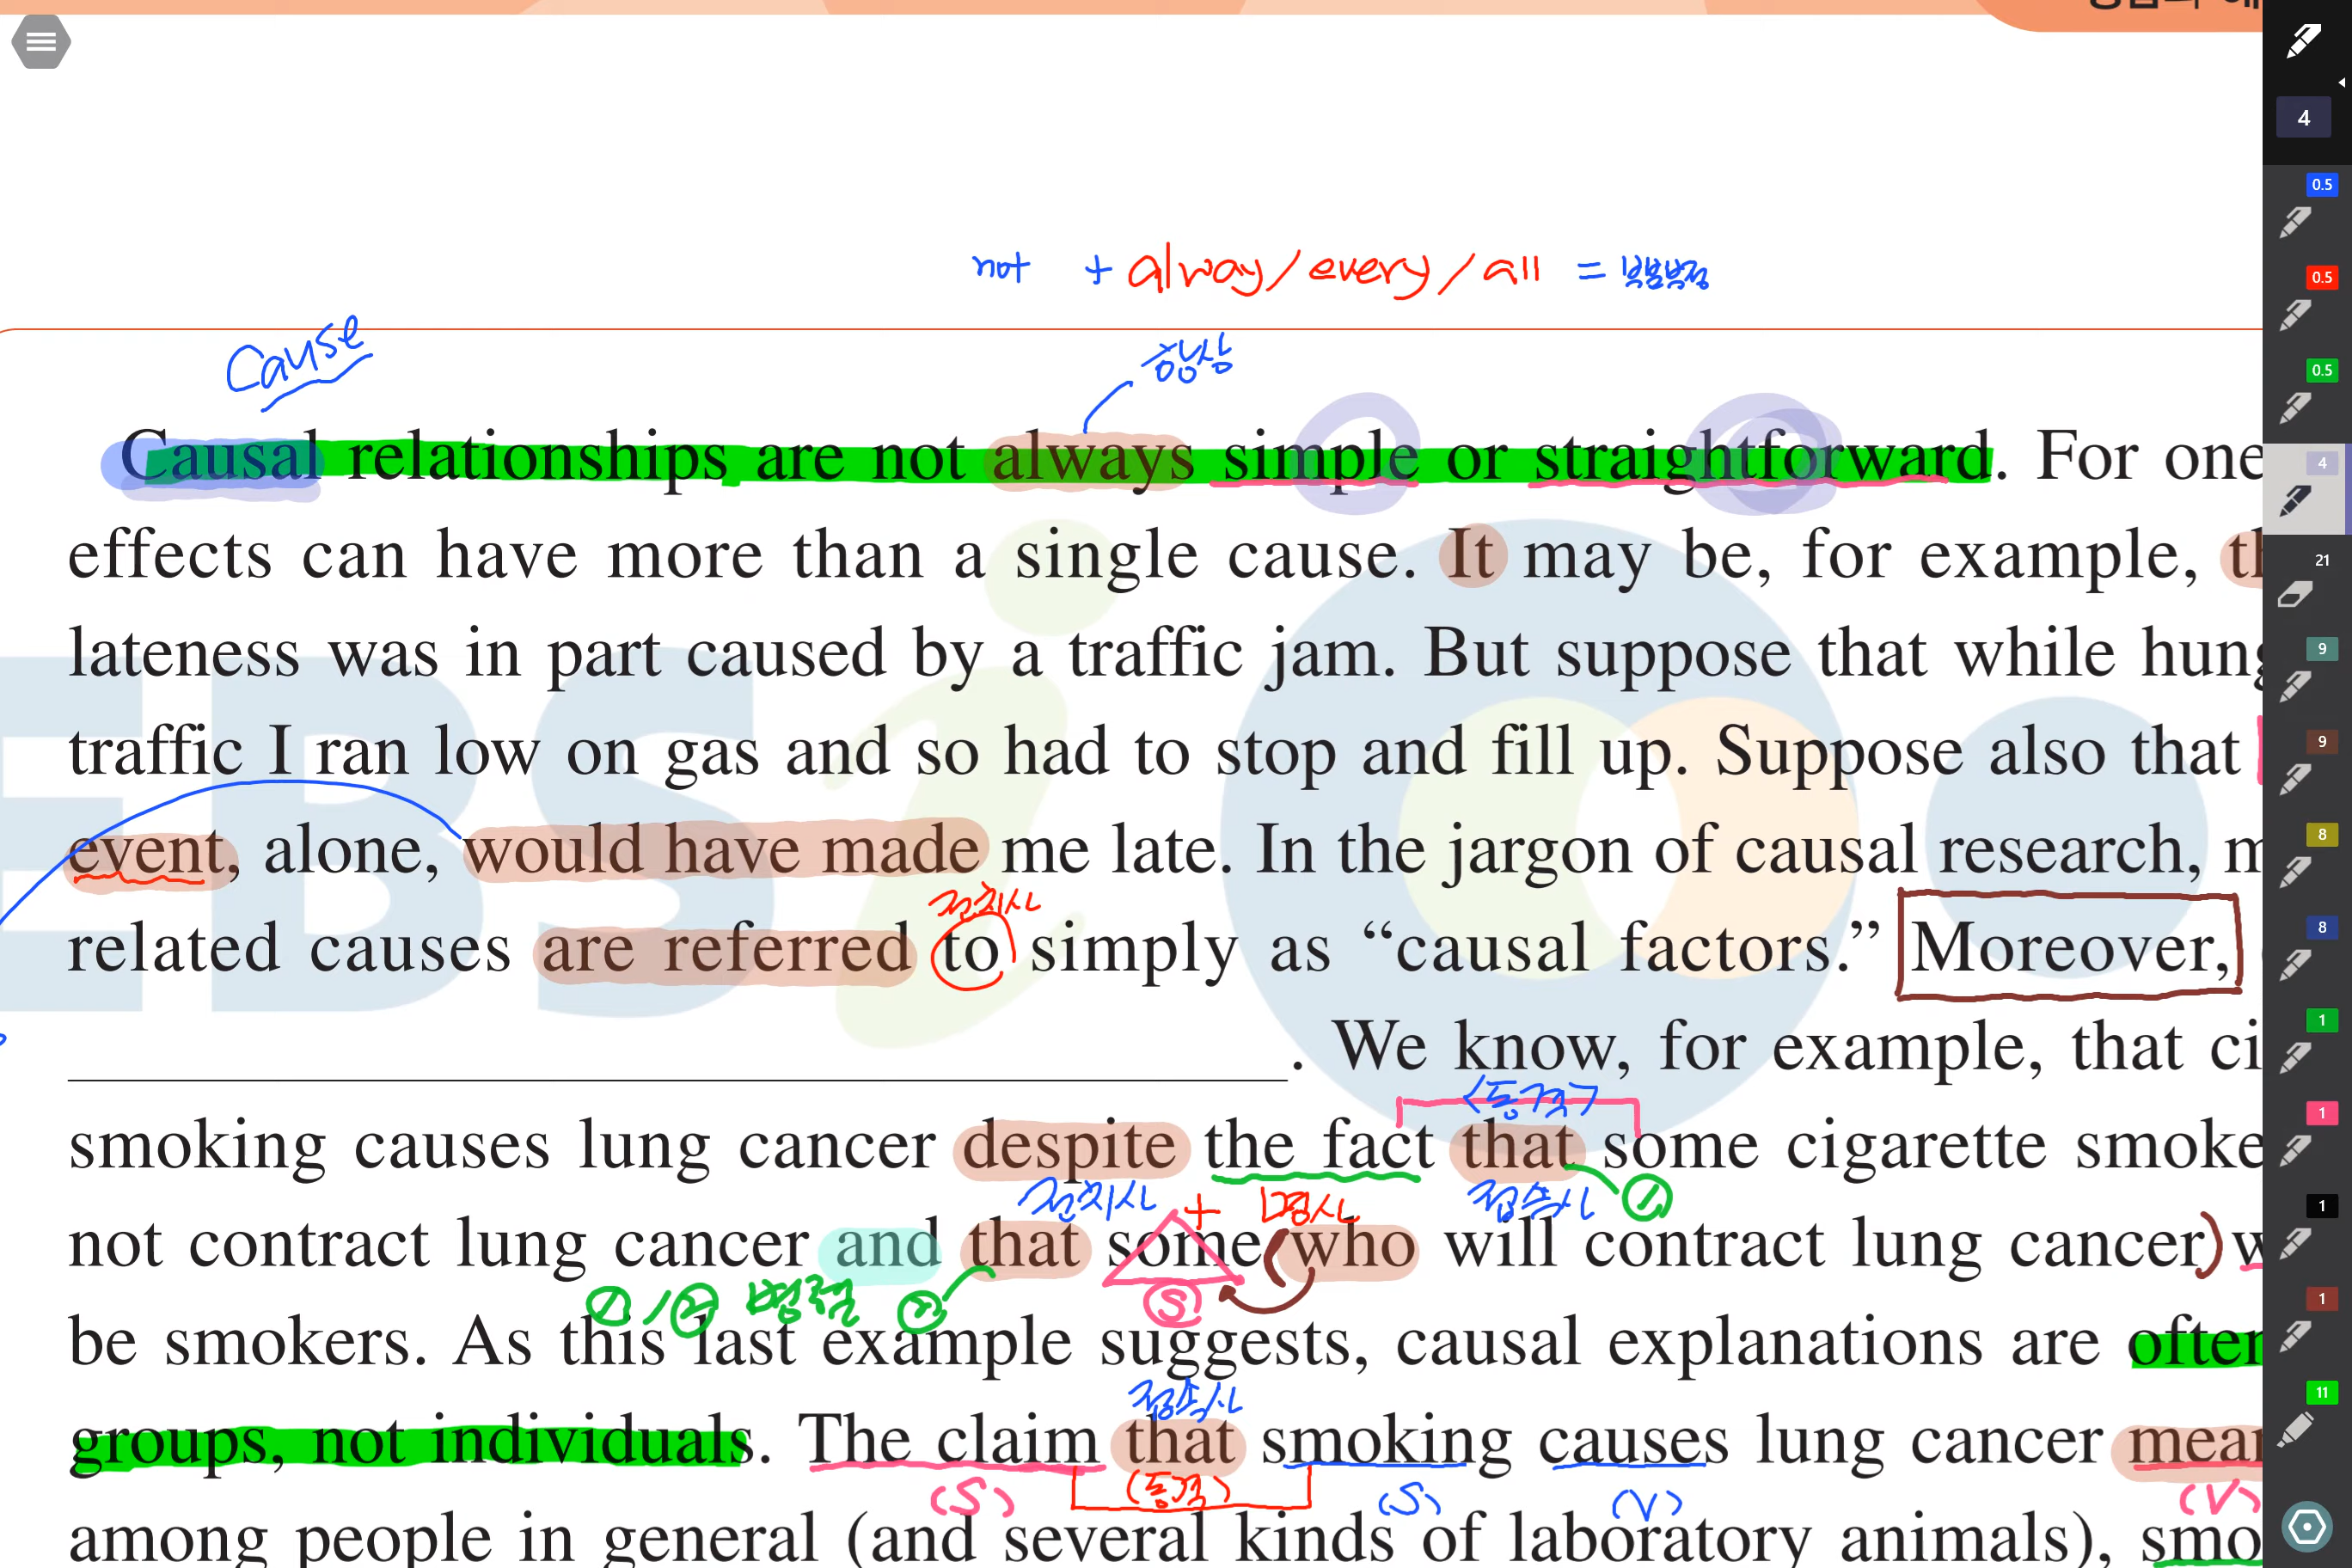 4
0.5
not + alway/every/all = 부분부정
0.5
Cause
항상
0.5
Causal relationships are not always simple or straightforward. For one
4
effects can have more than a single cause. It may be, for example, th
21
lateness was in part caused by a traffic jam. But suppose that while hung
9
traffic I ran low on gas and so had to stop and fill up. Suppose also that
9
event, alone, would have made me late. In the jargon of causal research, m
8
전치사
related causes are referred to simply as “causal factors.” Moreover,
8
. We know, for example, that ci
1
(동격)
smoking causes lung cancer despite the fact that some cigarette smoke
1
전치사 + 명사 접속사 ①
not contract lung cancer and that some (who will contract lung cancer) w
1
①/② 병렬 ② Ⓢ
be smokers. As this last example suggests, causal explanations are often
1
접속사
11
groups, not individuals. The claim that smoking causes lung cancer mean
(S) (동격) (S) (V) (V)
among people in general (and several kinds of laboratory animals), smo
EBSi